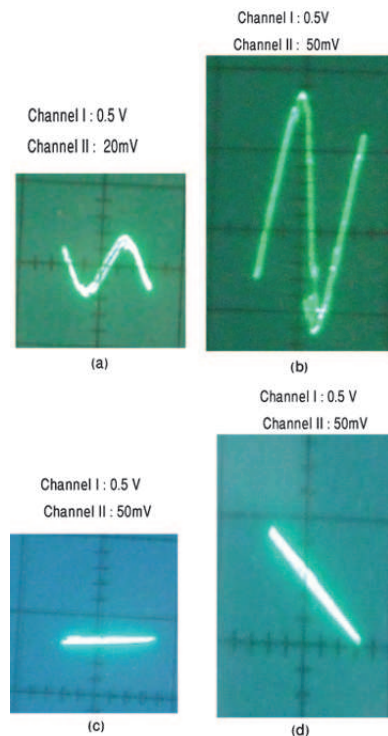 Channel I : 0.5V
Channel II : 50mV
Channel I : 0.5 V
Channel II : 20mV
(a)
(b)
Channel I : 0.5 V
Channel II : 50mV
Channel I : 0.5 V
Channel II : 50mV
(c)
(d)